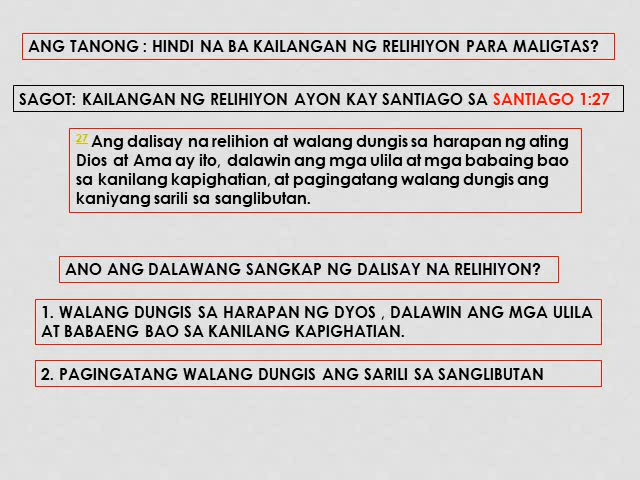 ANG TANONG : HINDI NA BA KAILANGAN NG RELIHIYON PARA MALIGTAS?
SAGOT: KAILANGAN NG RELIHIYON AYON KAY SANTIAGO SA SANTIAGO 1:27
27 Ang dalisay na relihion at walang dungis sa harapan ng ating
Dios at Ama ay ito, dalawin ang mga ulila at mga babaing bao
sa kanilang kapighatian, at pagingatang walang dungis ang
kaniyang sarili sa sanglibutan.
ANO ANG DALAWANG SANGKAP NG DALISAY NA RELIHIYON?
1. WALANG DUNGIS SA HARAPAN NG DYOS , DALAWIN ANG MGA ULILA
AT BABAENG BAO SA KANILANG KAPIGHATIAN.
2. PAGINGATANG WALANG DUNGIS ANG SARILI SA SANGLIBUTAN